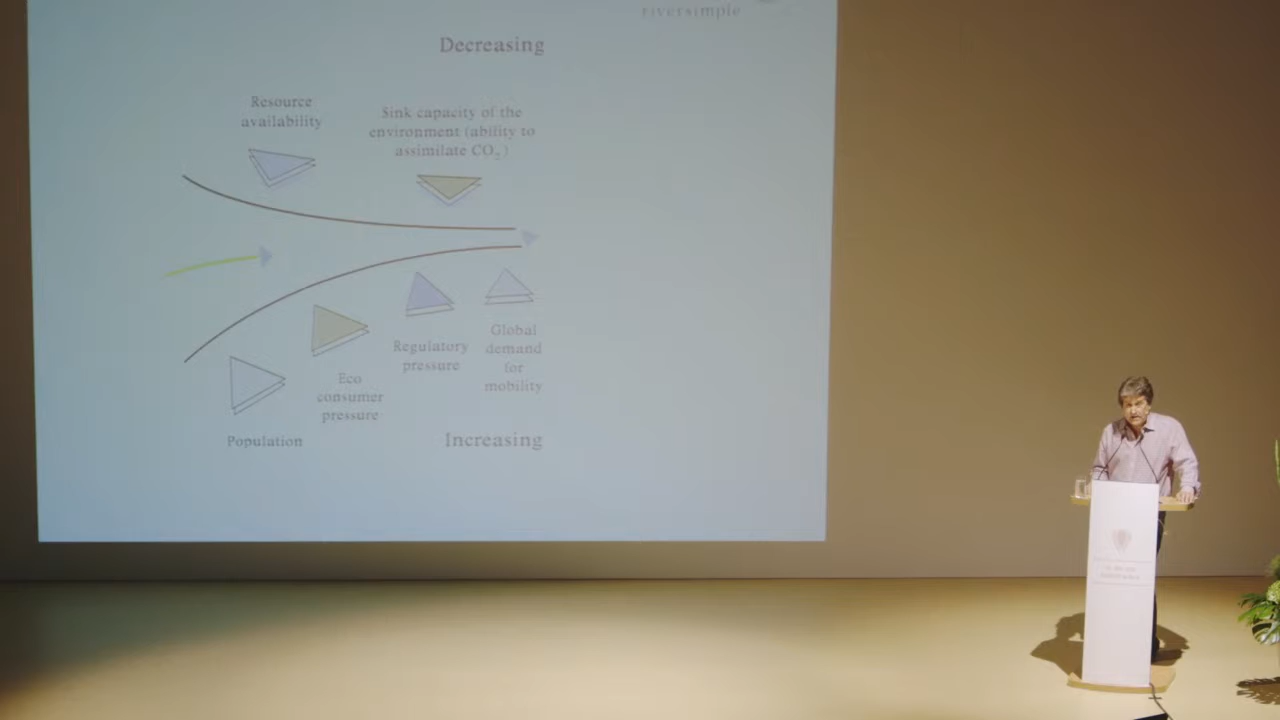 riversimple
Decreasing
Resource
availability
Sink capacity of the
environment (ability to
assimilate CO₂)
Regulatory
pressure
Global
demand
for
mobility
Eco
consumer
pressure
Population
Increasing